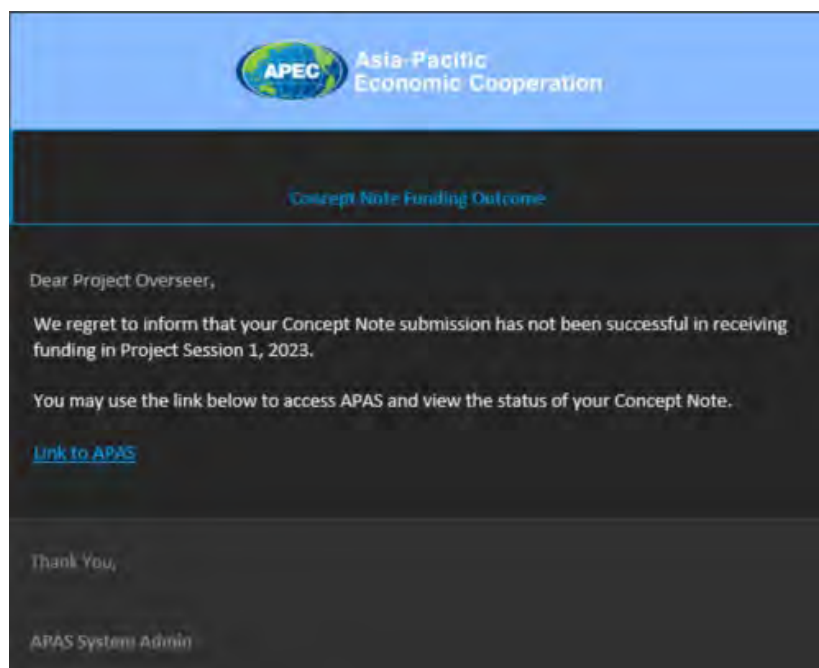 APEC
Asia-Pacific
Economic Cooperation
Concept Note Funding Outcome
Dear Project Overseer,
We regret to inform that your Concept Note submission has not been successful in receiving
funding in Project Session 1, 2023.
You may use the link below to access APAS and view the status of your Concept Note.
Link to APAS
Thank You,
APAS System Admin